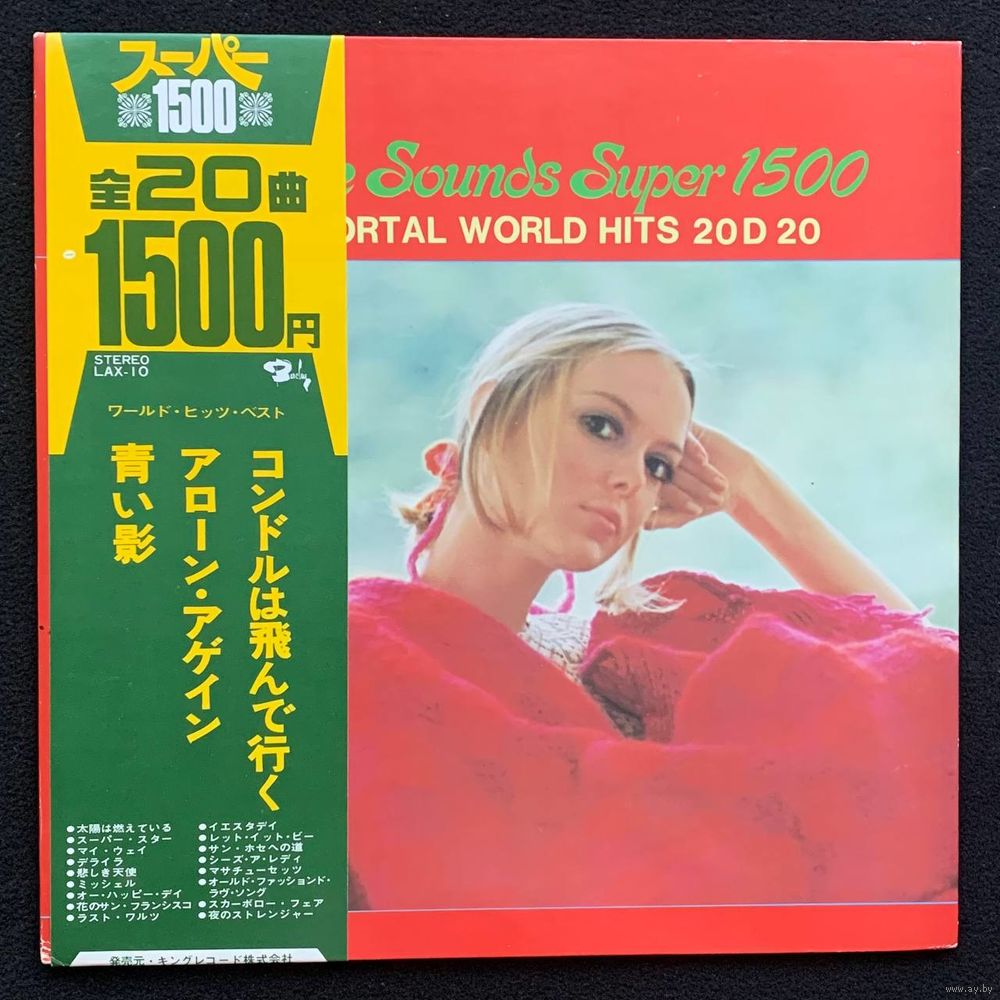 スーパー
1500
全20曲
1500円
STEREO
LAX-10
Barclay
ワールド・ヒッツ・ベスト
コンドルは飛んで行く
アローン・アゲイン
青い影
●太陽は燃えている
●スーパー・スター
●マイ・ウェイ
●デライラ
●悲しき天使
●ミッシェル
●オー・ハッピー・デイ
●花のサン・フランシスコ
●ラスト・ワルツ
●イエスタデイ
●レット・イット・ビー
●サン・ホセへの道
●シーズ・ア・レディ
●マサチューセッツ
●オールド・ファッションド・
ラヴ・ソング
●スカーボロー・フェア
●夜のストレンジャー
発売元・キングレコード株式会社
e Sounds Super 1500
ORTAL WORLD HITS 20 D 20
www.ay.by